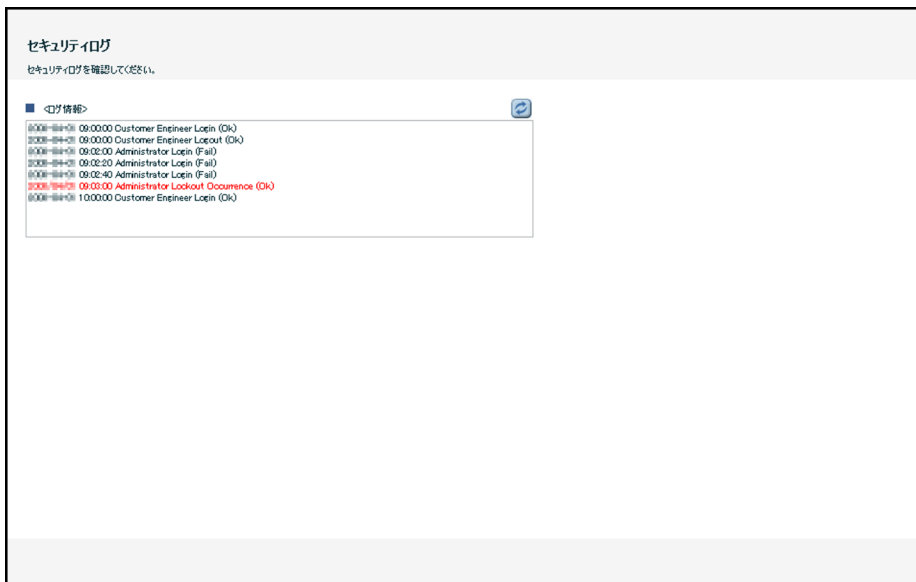 セキュリティログ
セキュリティログを確認してください。
<ログ情報>
09:00:00 Customer Engineer Login (Ok)
09:00:00 Customer Engineer Logout (Ok)
09:02:00 Administrator Login (Fail)
09:02:20 Administrator Login (Fail)
09:02:40 Administrator Login (Fail)
09:03:00 Administrator Lockout Occurrence (Ok)
10:00:00 Customer Engineer Login (Ok)